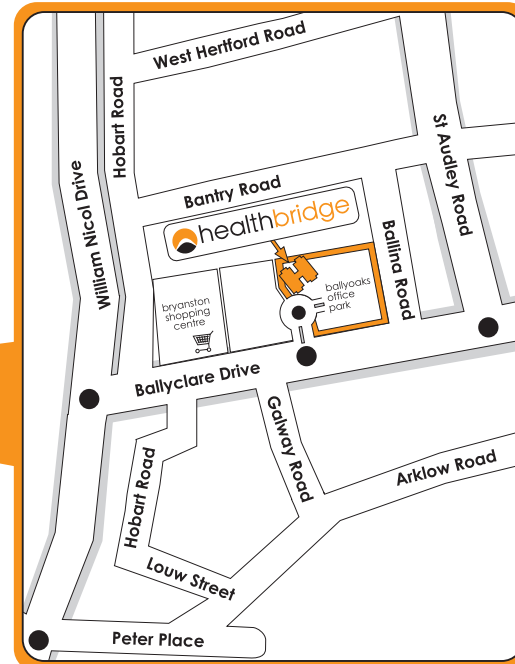 West Hertford Road
Hobart Road
William Nicol Drive
St Audley Road
Bantry Road
healthbridge
Ballina Road
bryanston
shopping
centre
ballyoaks
office
park
Ballyclare Drive
Galway Road
Hobart Road
Arklow Road
Louw Street
Peter Place